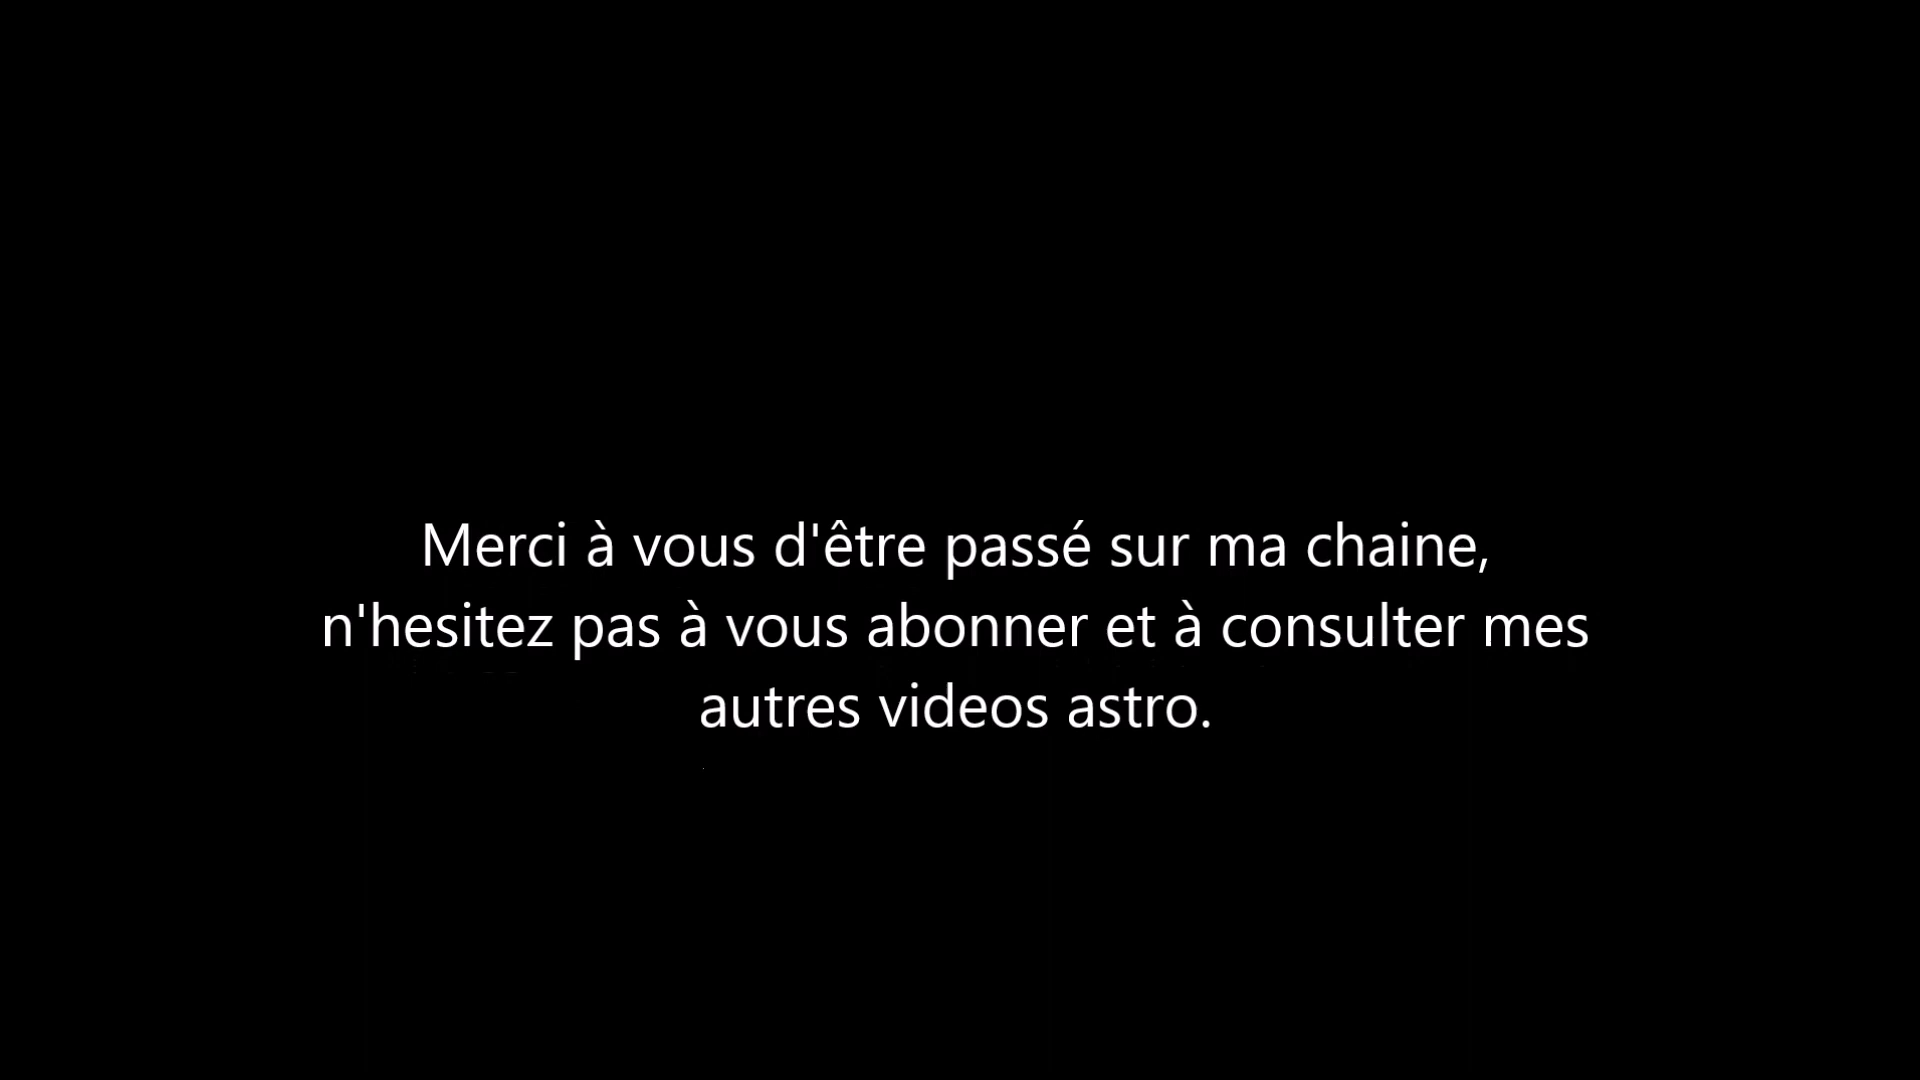 Merci à vous d'être passé sur ma chaine,
n'hesitez pas à vous abonner et à consulter mes
autres videos astro.